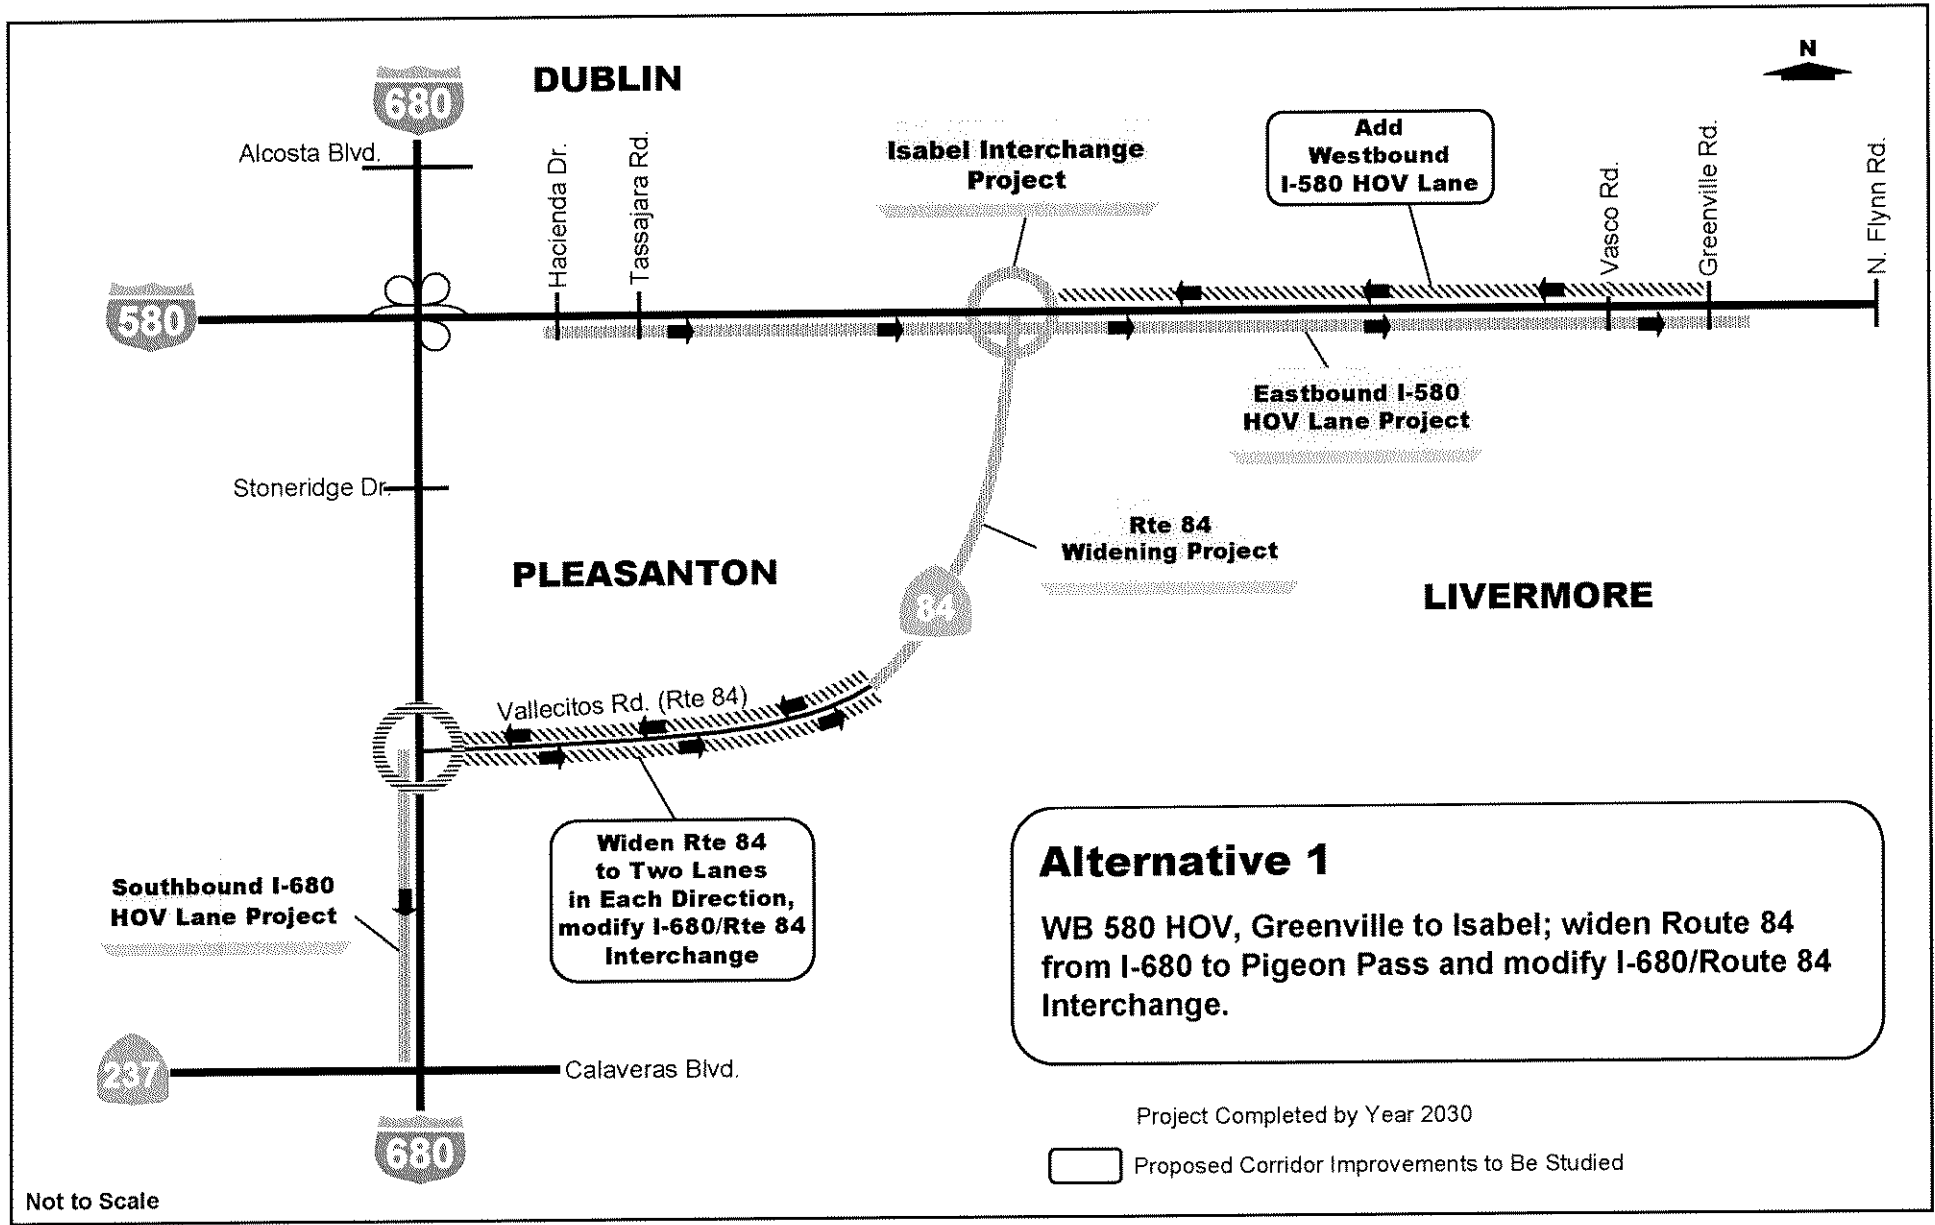 N
DUBLIN
680
Alcosta Blvd.
Hacienda Dr.
Tassajara Rd.
Isabel Interchange
Project
Add
Westbound
I-580 HOV Lane
Vasco Rd.
Greenville Rd.
N. Flynn Rd.
580
Eastbound I-580
HOV Lane Project
Stoneridge Dr.
Rte 84
Widening Project
PLEASANTON
LIVERMORE
84
Vallecitos Rd. (Rte 84)
Widen Rte 84
to Two Lanes
in Each Direction,
modify I-680/Rte 84
Interchange
Southbound I-680
HOV Lane Project
Alternative 1
WB 580 HOV, Greenville to Isabel; widen Route 84
from I-680 to Pigeon Pass and modify I-680/Route 84
Interchange.
237
Calaveras Blvd.
680
Project Completed by Year 2030
Proposed Corridor Improvements to Be Studied
Not to Scale